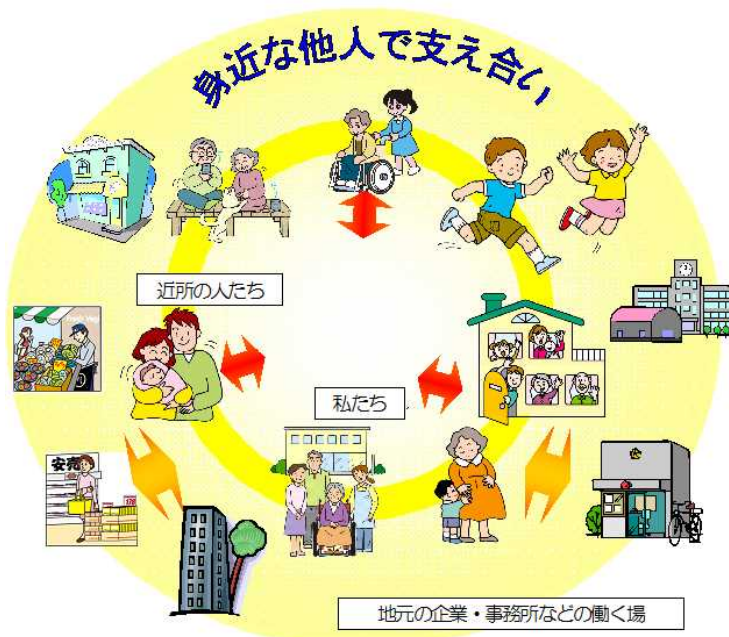 身近な他人で支え合い
近所の人たち
私たち
安売
地元の企業・事務所などの働く場